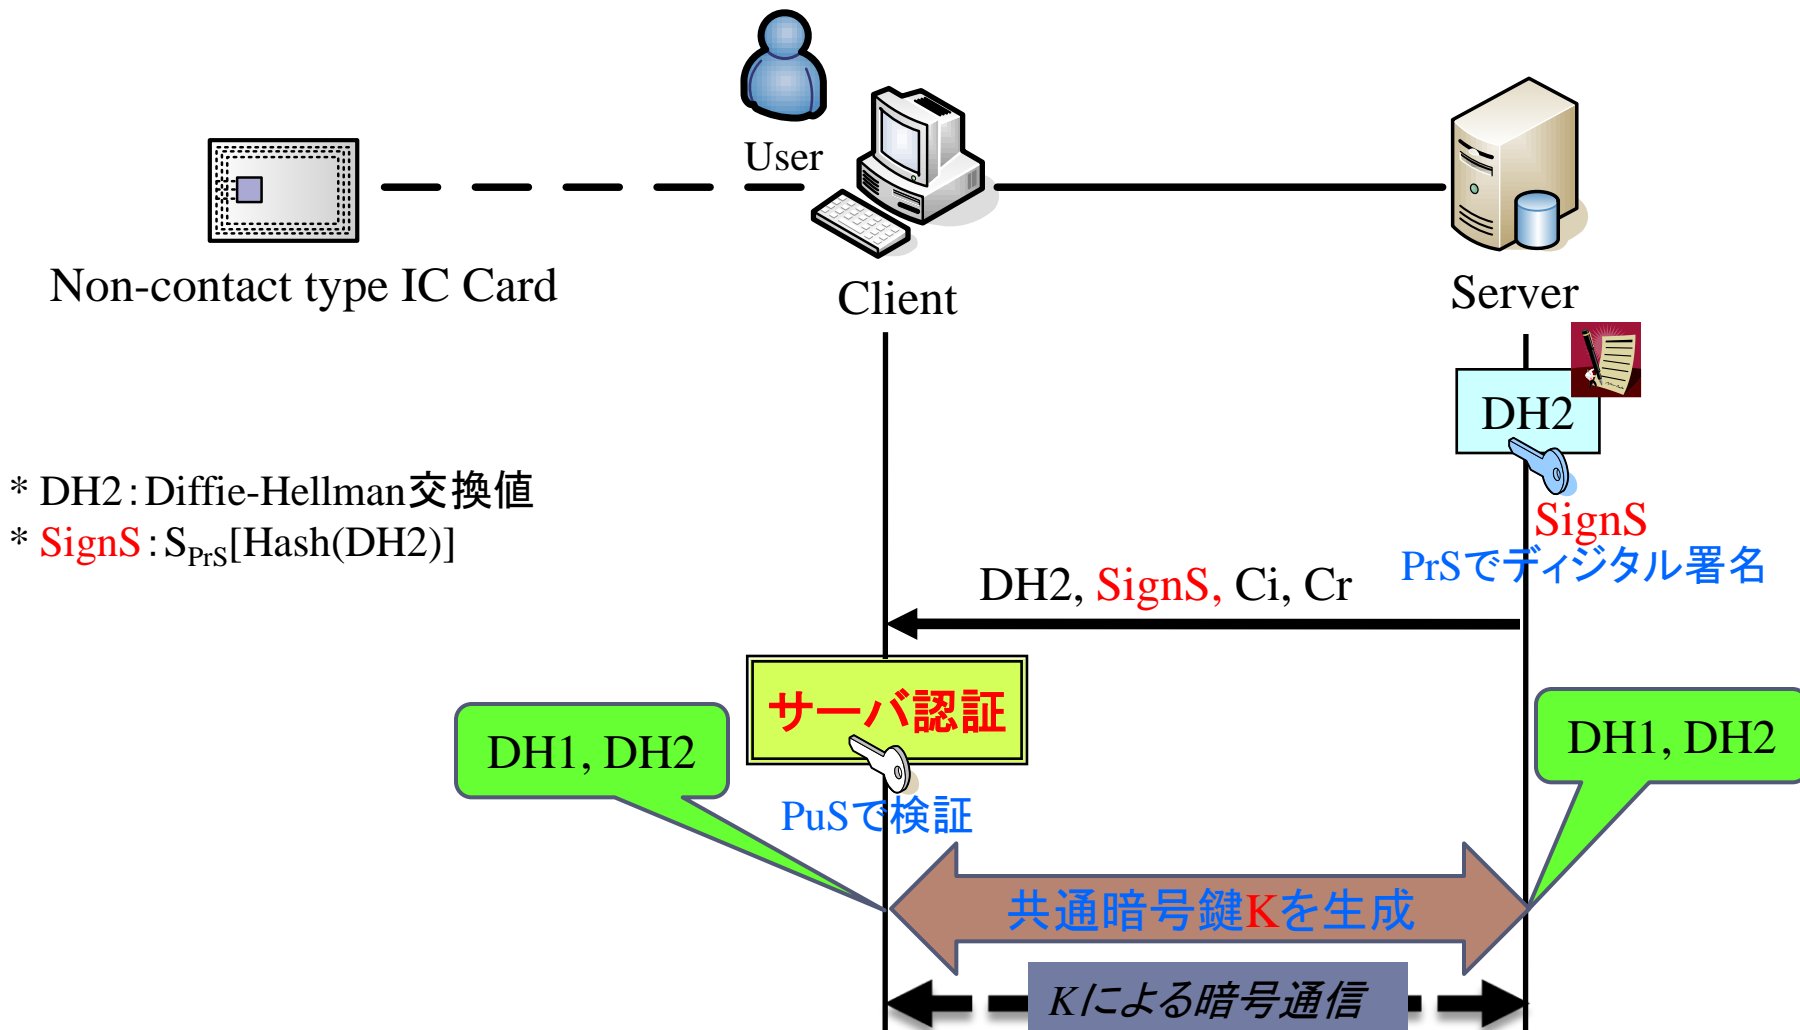 User
Non-contact type IC Card
Client
Server
DH2
* DH2:Diffie-Hellman交換値
* SignS:S_PrS[Hash(DH2)]
SignS
PrSでディジタル署名
DH2, SignS, Ci, Cr
サーバ認証
DH1, DH2
DH1, DH2
PuSで検証
共通暗号鍵Kを生成
Kによる暗号通信